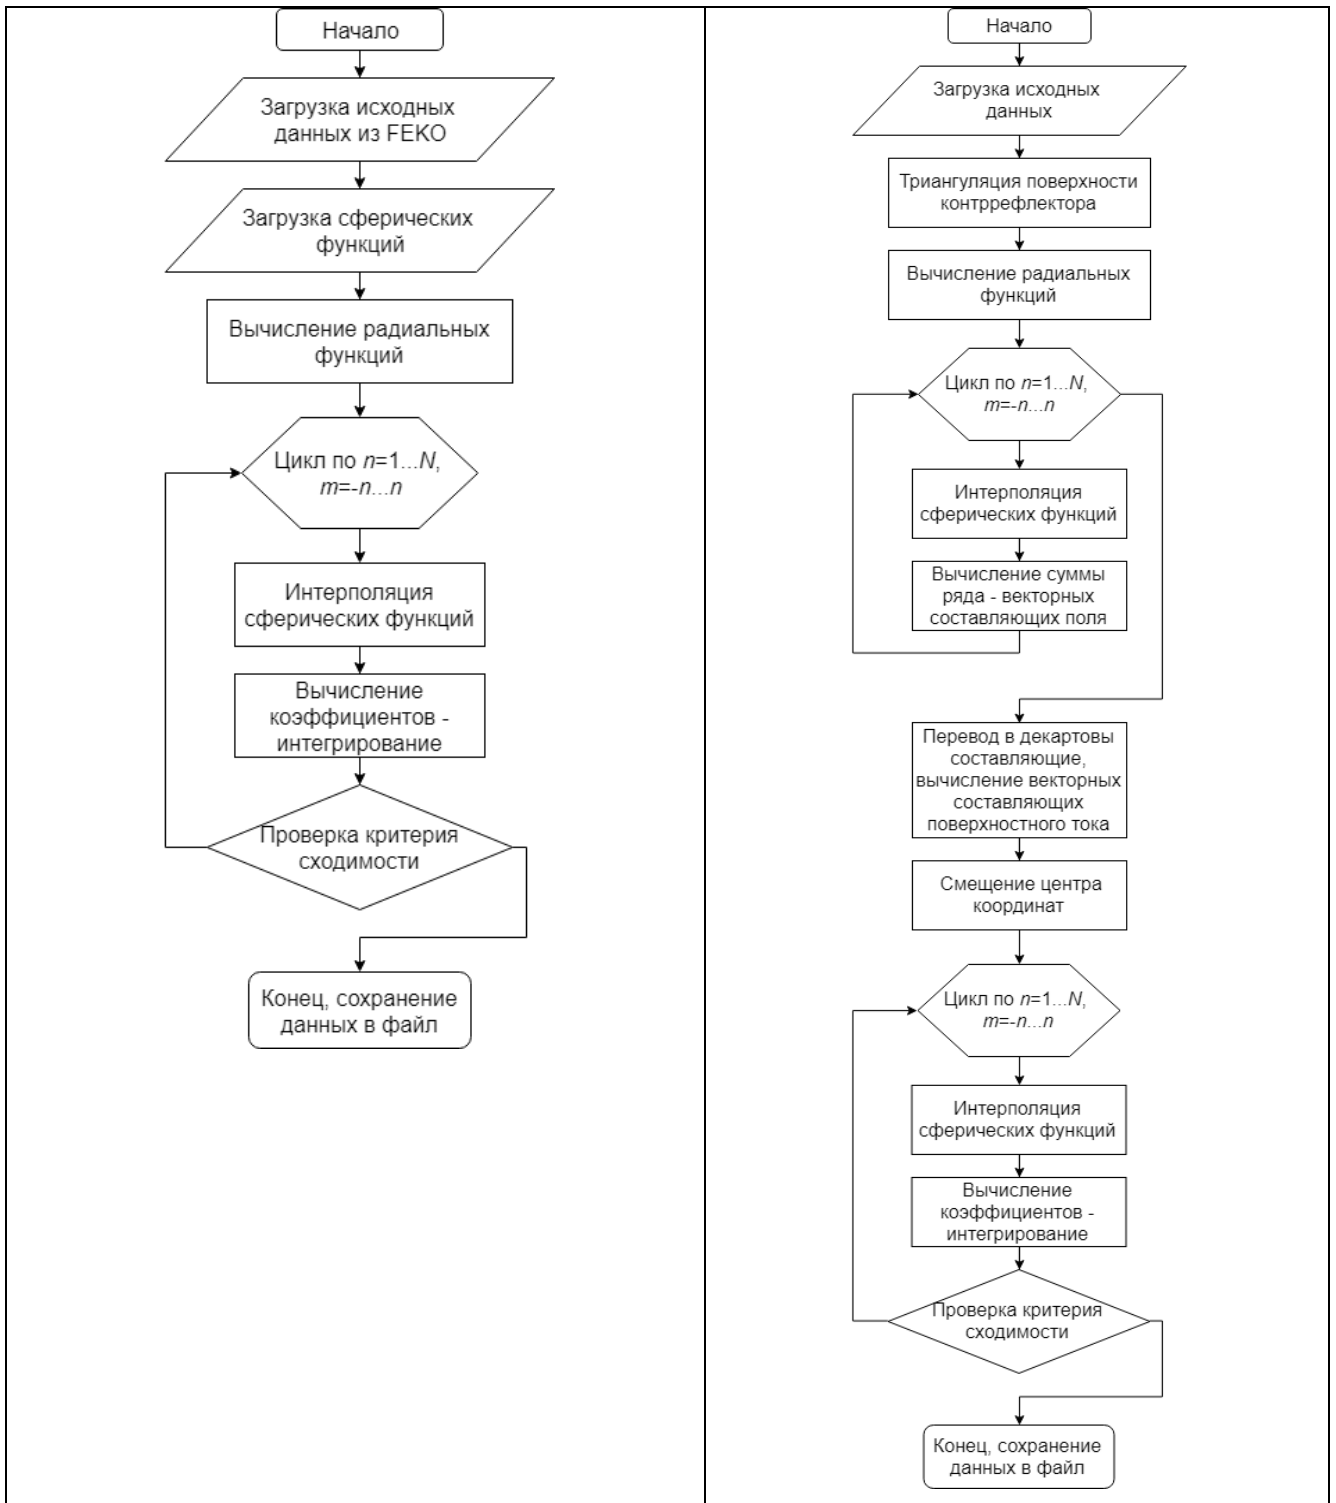 Начало
Загрузка исходных
данных из FEKO
Загрузка сферических
функций
Вычисление радиальных
функций
Цикл по n=1...N,
m=-n...n
Интерполяция
сферических функций
Вычисление
коэффициентов -
интегрирование
Проверка критерия
сходимости
Конец, сохранение
данных в файл
Начало
Загрузка исходных
данных
Триангуляция поверхности
контррефлектора
Вычисление радиальных
функций
Цикл по n=1...N,
m=-n...n
Интерполяция
сферических функций
Вычисление суммы
ряда - векторных
составляющих поля
Перевод в декартовы
составляющие,
вычисление векторных
составляющих
поверхностного тока
Смещение центра
координат
Цикл по n=1...N,
m=-n...n
Интерполяция
сферических функций
Вычисление
коэффициентов -
интегрирование
Проверка критерия
сходимости
Конец, сохранение
данных в файл